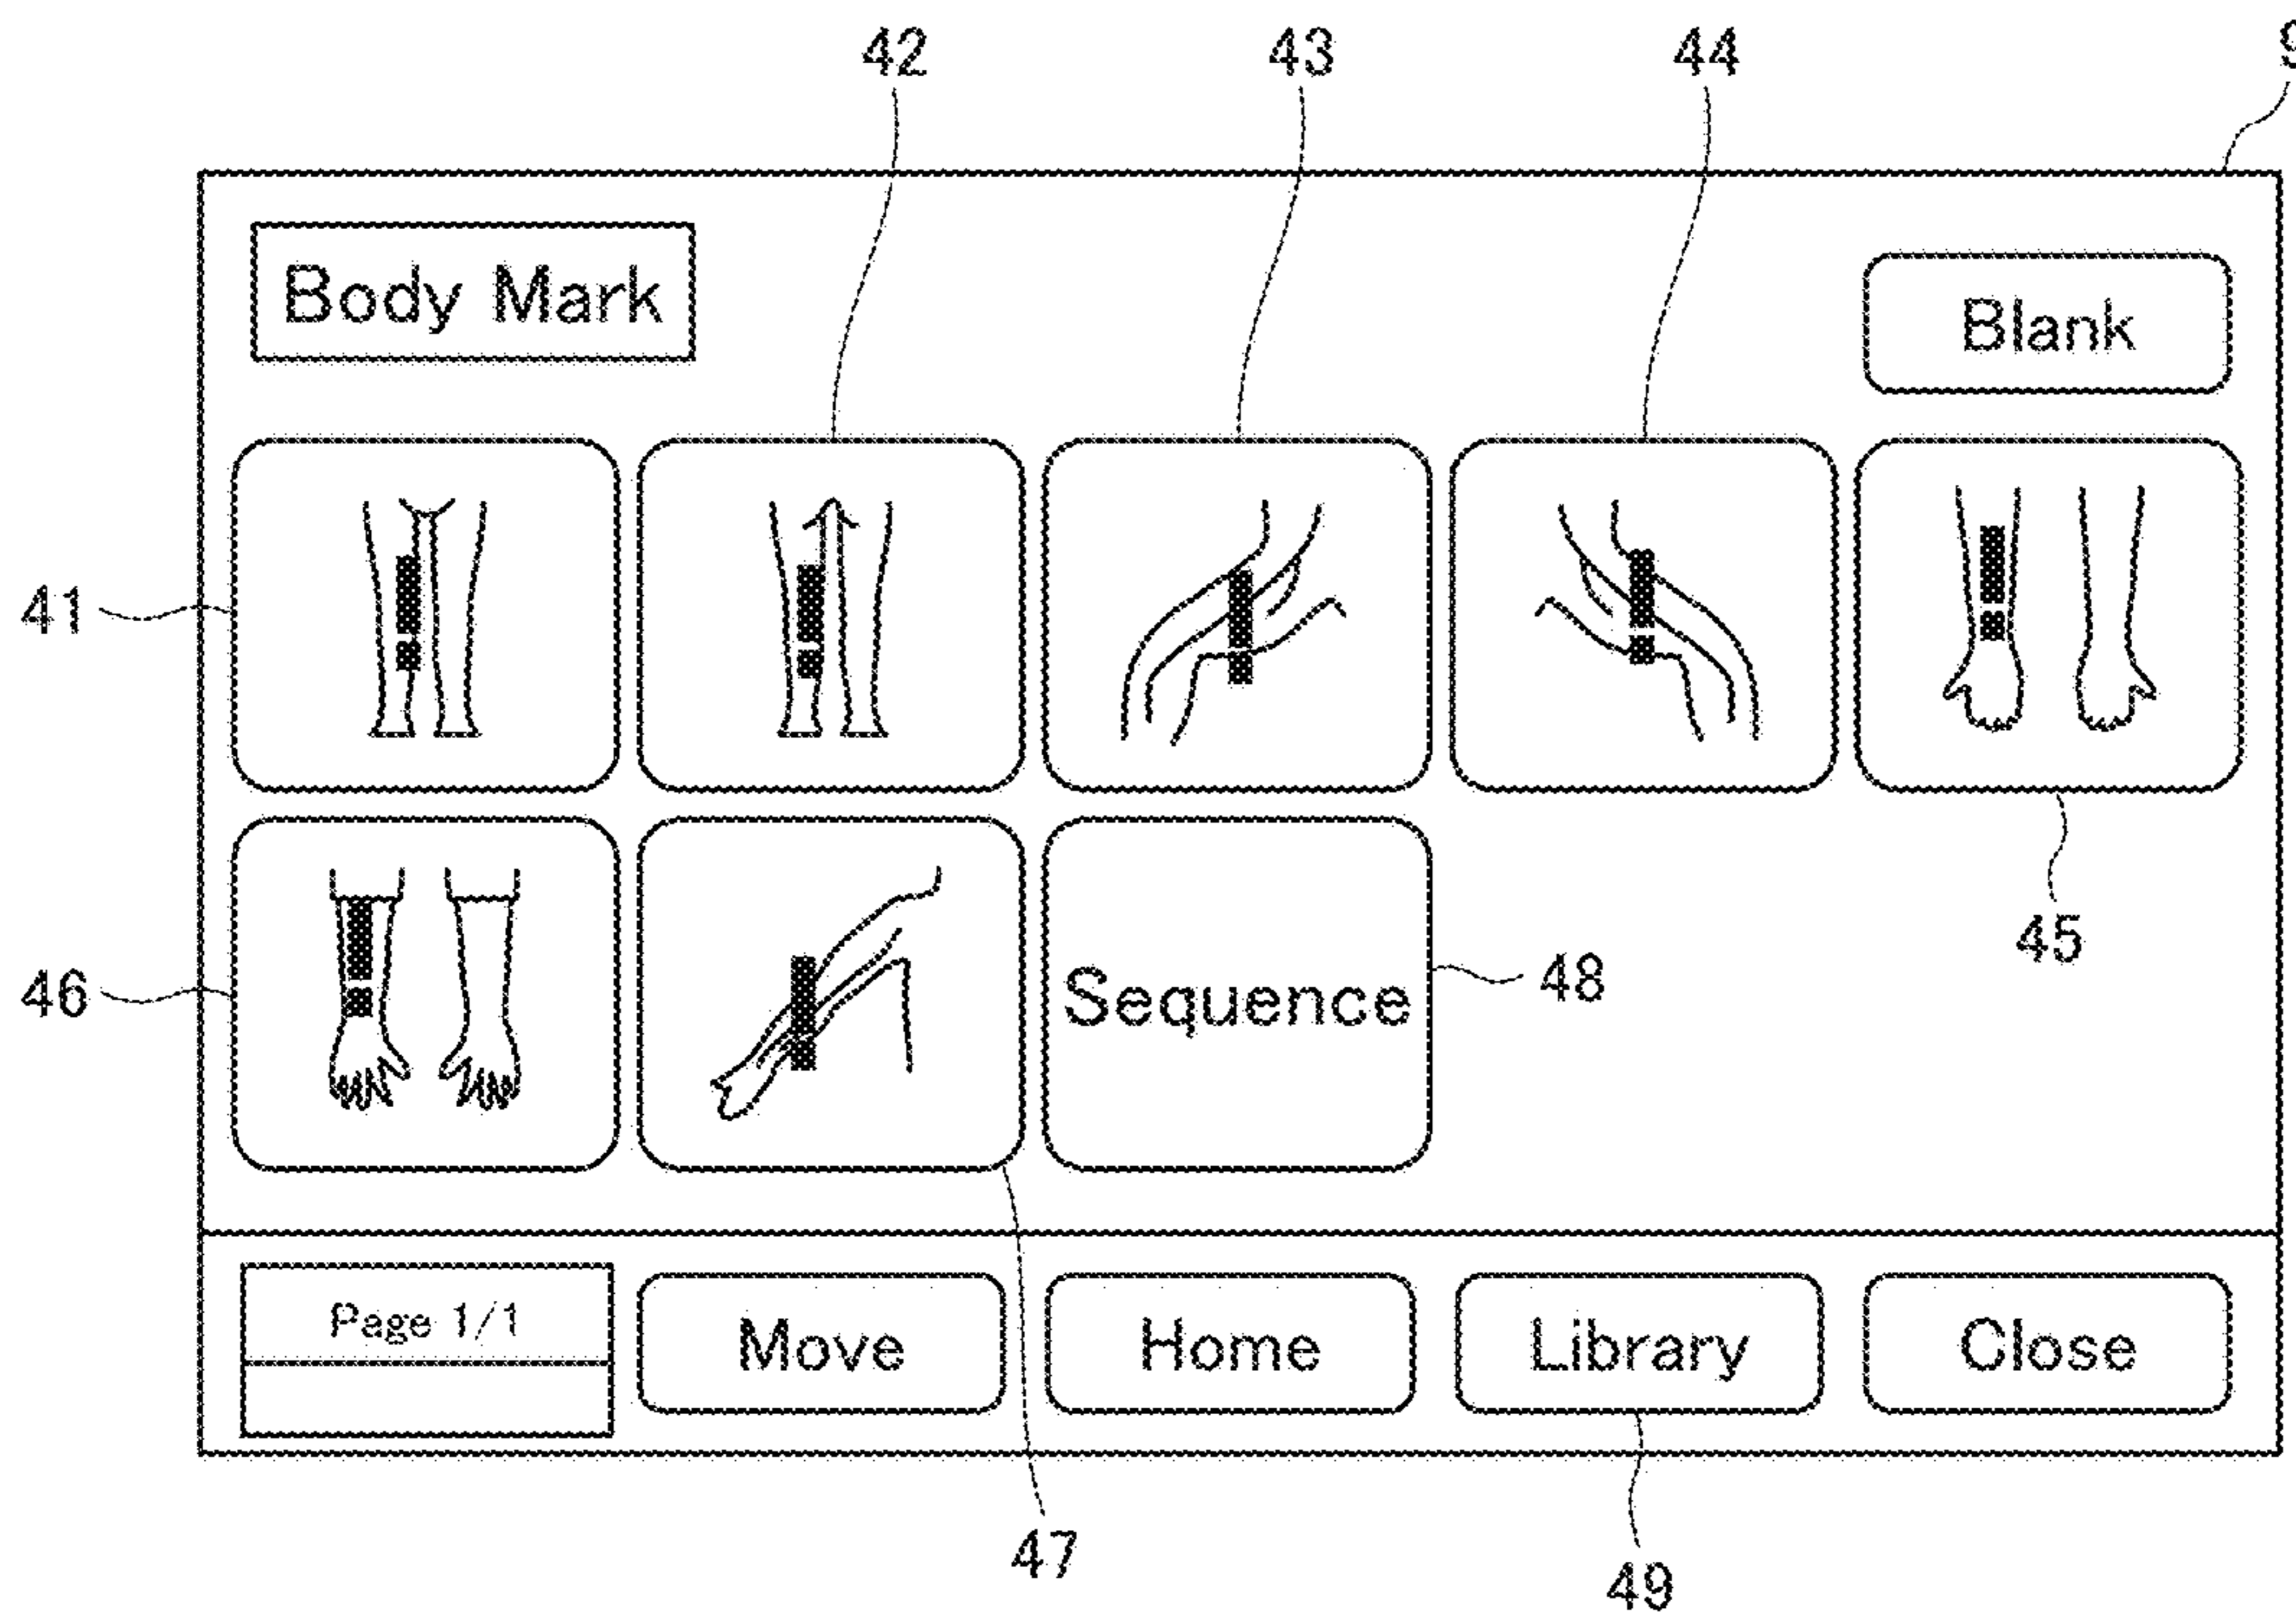 42 43 44 9
Body Mark
Blank
41
45
46
Sequence
48
Page 1/1
Move
Home
Library
Close
47
49